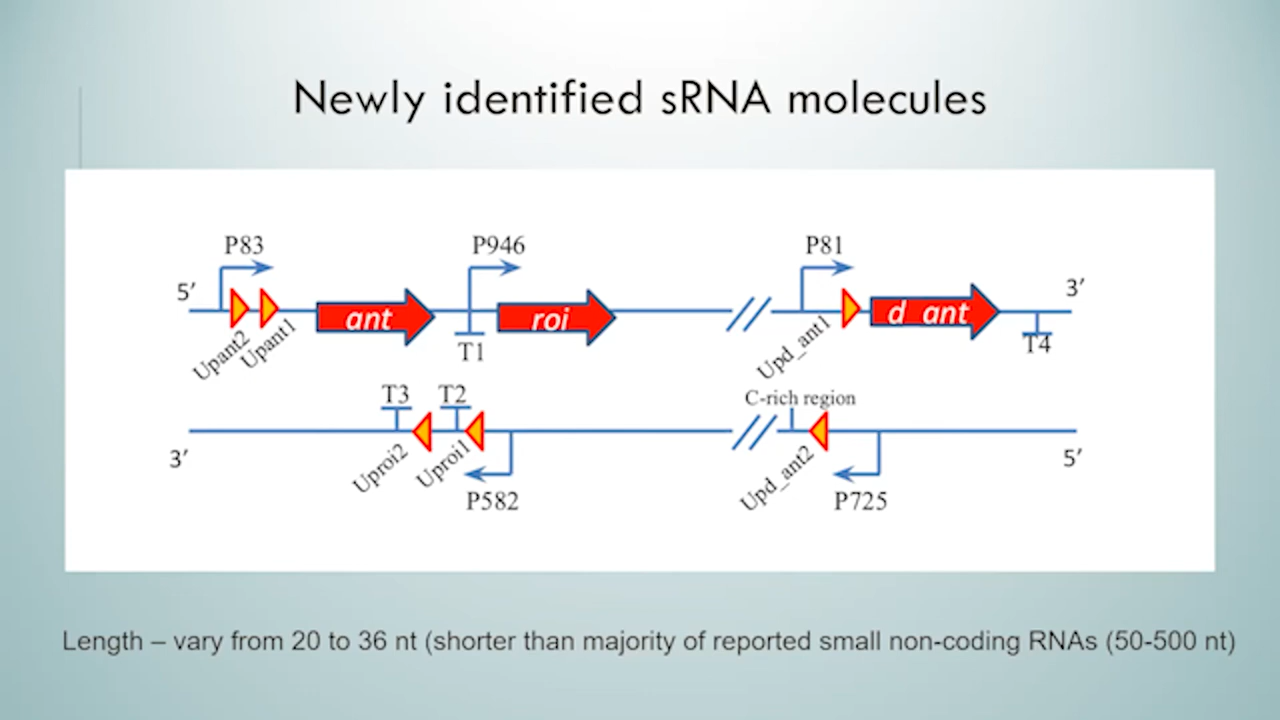 Newly identified sRNA molecules
P83
P946
P81
5′
3′
ant
roi
d_ant
Upant2
Upant1
T1
Upd_ant1
T4
T3
T2
C-rich region
3′
5′
Uproi2
Uproi1
Upd_ant2
P582
P725
Length – vary from 20 to 36 nt (shorter than majority of reported small non-coding RNAs (50-500 nt)